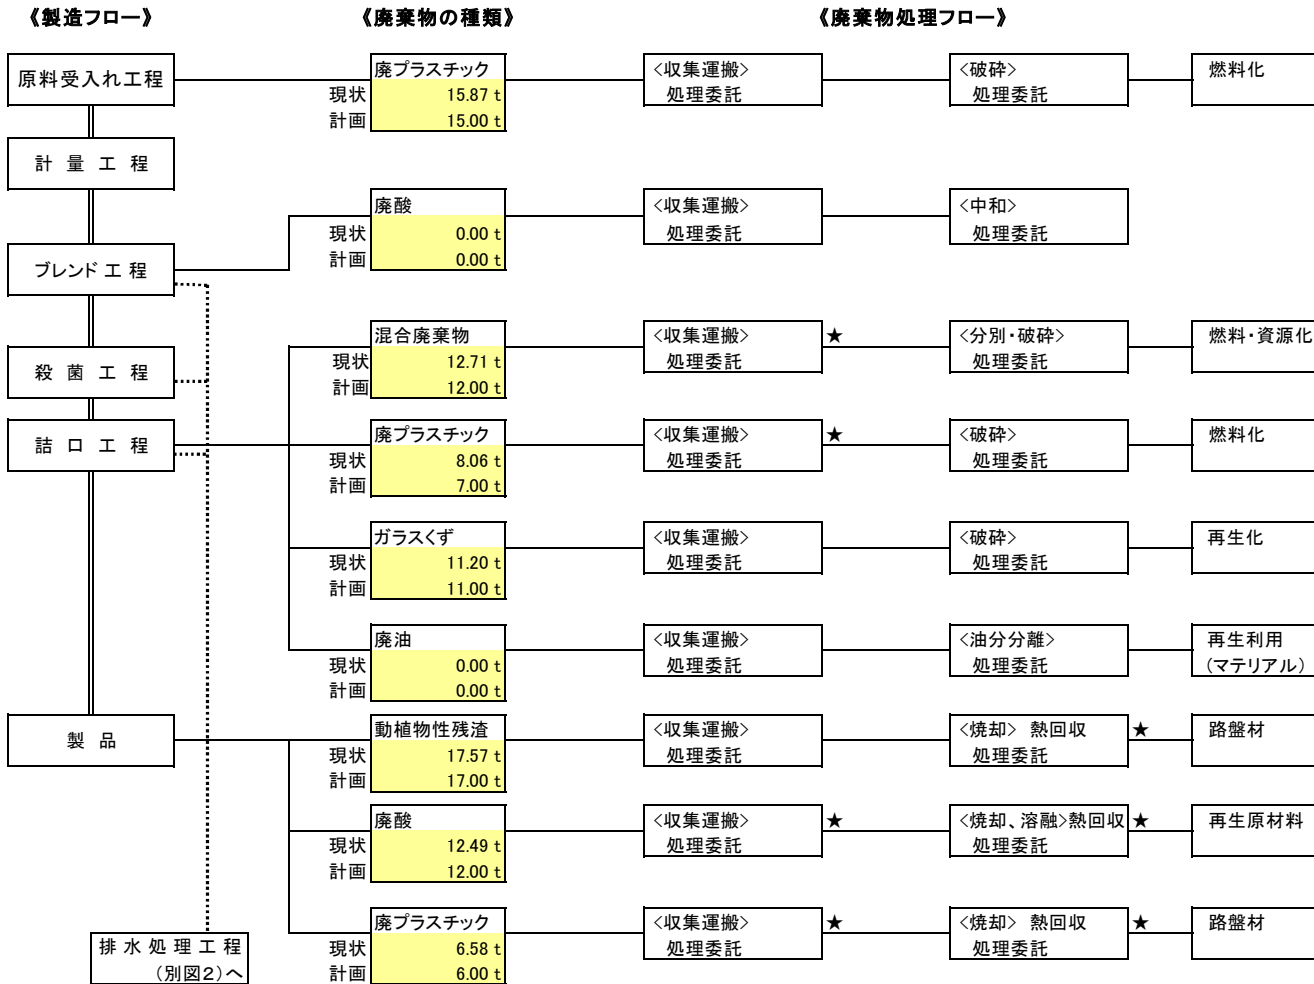 《製造フロー》 《廃棄物の種類》 《廃棄物処理フロー》
原料受入れ工程
廃プラスチック
現状 15.87 t
計画 15.00 t
<収集運搬>
処理委託
<破砕>
処理委託
燃料化
計 量 工 程
ブレンド 工 程
廃酸
現状 0.00 t
計画 0.00 t
<収集運搬>
処理委託
<中和>
処理委託
殺 菌 工 程
詰 口 工 程
混合廃棄物
現状 12.71 t
計画 12.00 t
<収集運搬>
処理委託
★
<分別・破砕>
処理委託
燃料・資源化
廃プラスチック
現状 8.06 t
計画 7.00 t
<収集運搬>
処理委託
★
<破砕>
処理委託
燃料化
ガラスくず
現状 11.20 t
計画 11.00 t
<収集運搬>
処理委託
<破砕>
処理委託
再生化
廃油
現状 0.00 t
計画 0.00 t
<収集運搬>
処理委託
<油分分離>
処理委託
再生利用
(マテリアル)
製 品
動植物性残渣
現状 17.57 t
計画 17.00 t
<収集運搬>
処理委託
<焼却> 熱回収
処理委託
★
路盤材
廃酸
現状 12.49 t
計画 12.00 t
<収集運搬>
処理委託
★
<焼却、溶融>熱回収
処理委託
★
再生原材料
廃プラスチック
現状 6.58 t
計画 6.00 t
<収集運搬>
処理委託
★
<焼却> 熱回収
処理委託
★
路盤材
排 水 処 理 工 程
(別図2)へ